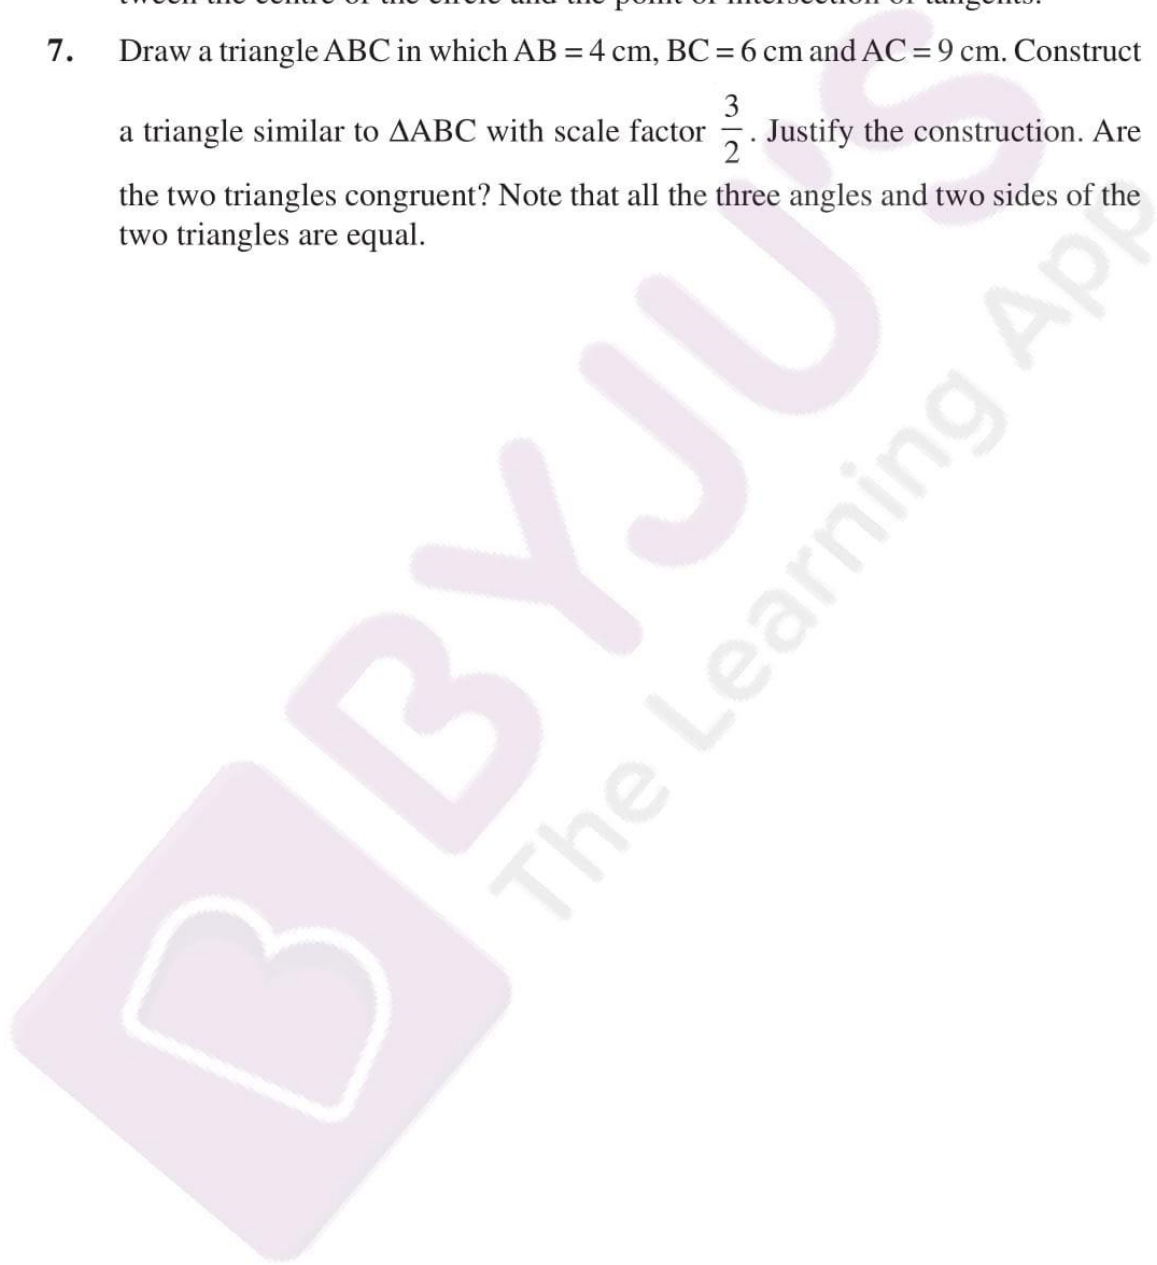 7. Draw a triangle ABC in which AB = 4 cm, BC = 6 cm and AC = 9 cm. Construct
a triangle similar to ΔABC with scale factor 3/2. Justify the construction. Are
the two triangles congruent? Note that all the three angles and two sides of the
two triangles are equal.
BYJU'S
The Learning App